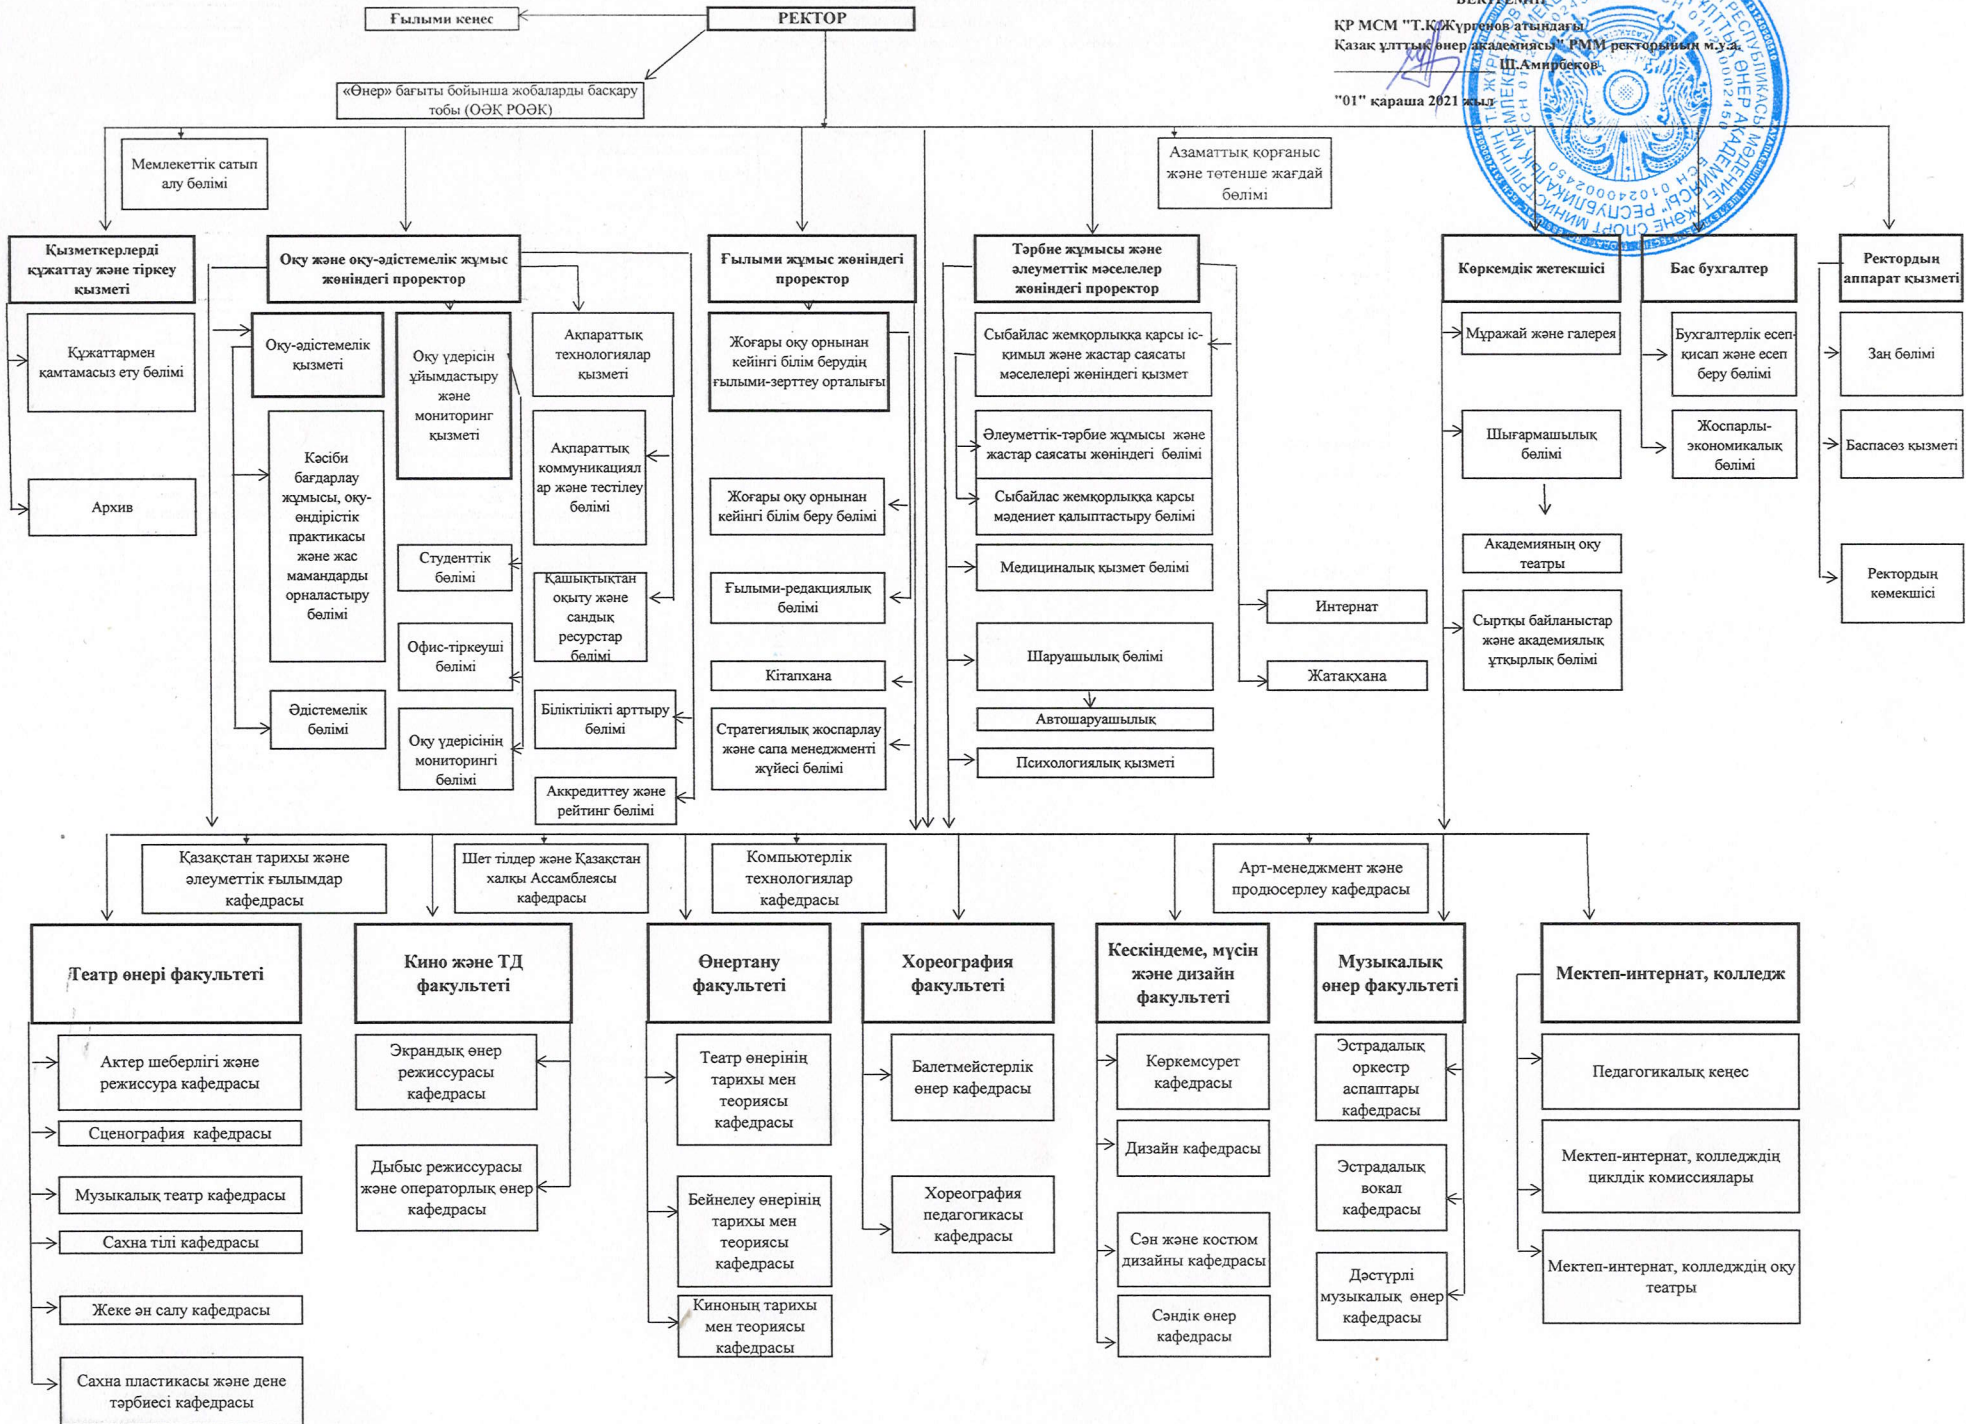 Ғылыми кеңес
РЕКТОР
БЕКІТЕМІН
ҚР МСМ "Т.Қ.Жүргенов атындағы
Қазақ ұлттық өнер академиясы" РММ ректорының м.у.а.
Ш.Амирбеков
"01" қараша 2021 жыл
«Өнер» бағыты бойынша жобаларды басқару
тобы (ОӘК РОӘК)
Мемлекеттік сатып
алу бөлімі
Азаматтық қорғаныс
және төтенше жағдай
бөлімі
Қызметкерлерді
құжаттау және тіркеу
қызметі
Оқу және оқу-әдістемелік жұмыс
жөніндегі проректор
Ғылыми жұмыс жөніндегі
проректор
Тәрбие жұмысы және
әлеуметтік мәселелер
жөніндегі проректор
Көркемдік жетекшісі
Бас бухгалтер
Ректордың
аппарат қызметі
Құжаттармен
қамтамасыз ету бөлімі
Архив
Оқу-әдістемелік
қызметі
Кәсіби
бағдарлау
жұмысы, оқу-
өндірістік
практикасы
және жас
мамандарды
орналастыру
бөлімі
Әдістемелік
бөлімі
Оқу үдерісін
ұйымдастыру
және
мониторинг
қызметі
Студенттік
бөлімі
Офис-тіркеуші
бөлімі
Оқу үдерісінің
мониторингі
бөлімі
Ақпараттық
технологиялар
қызметі
Ақпараттық
коммуникациял
ар және тестілеу
бөлімі
Қашықтықтан
оқыту және
сандық
ресурстар
бөлімі
Біліктілікті арттыру
бөлімі
Аккредиттеу және
рейтинг бөлімі
Жоғары оқу орнынан
кейінгі білім берудің
ғылыми-зерттеу орталығы
Жоғары оқу орнынан
кейінгі білім беру бөлімі
Ғылыми-редакциялық
бөлімі
Кітапхана
Стратегиялық жоспарлау
және сапа менеджменті
жүйесі бөлімі
Сыбайлас жемқорлыққа қарсы іс-
қимыл және жастар саясаты
мәселелері жөніндегі қызмет
Әлеуметтік-тәрбие жұмысы және
жастар саясаты жөніндегі бөлімі
Сыбайлас жемқорлыққа қарсы
мәдениет қалыптастыру бөлімі
Медициналық қызмет бөлімі
Шаруашылық бөлімі
Автошаруашылық
Психологиялық қызметі
Интернат
Жатақхана
Мұражай және галерея
Шығармашылық
бөлімі
Академияның оқу
театры
Сыртқы байланыстар
және академиялық
ұтқырлық бөлімі
Бухгалтерлік есеп-
қисап және есеп
беру бөлімі
Жоспарлы-
экономикалық
бөлімі
Заң бөлімі
Баспасөз қызметі
Ректордың
көмекшісі
Қазақстан тарихы және
әлеуметтік ғылымдар
кафедрасы
Шет тілдер және Қазақстан
халқы Ассамблеясы
кафедрасы
Компьютерлік
технологиялар
кафедрасы
Арт-менеджмент және
продюсерлеу кафедрасы
Театр өнері факультеті
Кино және ТД
факультеті
Өнертану
факультеті
Хореография
факультеті
Кескіндеме, мүсін
және дизайн
факультеті
Музыкалық
өнер факультеті
Мектеп-интернат, колледж
Актер шеберлігі және
режиссура кафедрасы
Сценография кафедрасы
Музыкалық театр кафедрасы
Сахна тілі кафедрасы
Жеке ән салу кафедрасы
Сахна пластикасы және дене
тәрбиесі кафедрасы
Экрандық өнер
режиссурасы
кафедрасы
Дыбыс режиссурасы
және операторлық өнер
кафедрасы
Театр өнерінің
тарихы мен
теориясы
кафедрасы
Бейнелеу өнерінің
тарихы мен
теориясы
кафедрасы
Киноның тарихы
мен теориясы
кафедрасы
Балетмейстерлік
өнер кафедрасы
Хореография
педагогикасы
кафедрасы
Көркемсурет
кафедрасы
Дизайн кафедрасы
Сән және костюм
дизайны кафедрасы
Сәндік өнер
кафедрасы
Эстрадалық
оркестр
аспаптары
кафедрасы
Эстрадалық
вокал
кафедрасы
Дәстүрлі
музыкалық өнер
кафедрасы
Педагогикалық кеңес
Мектеп-интернат, колледждің
циклдік комиссиялары
Мектеп-интернат, колледждің оқу
театры